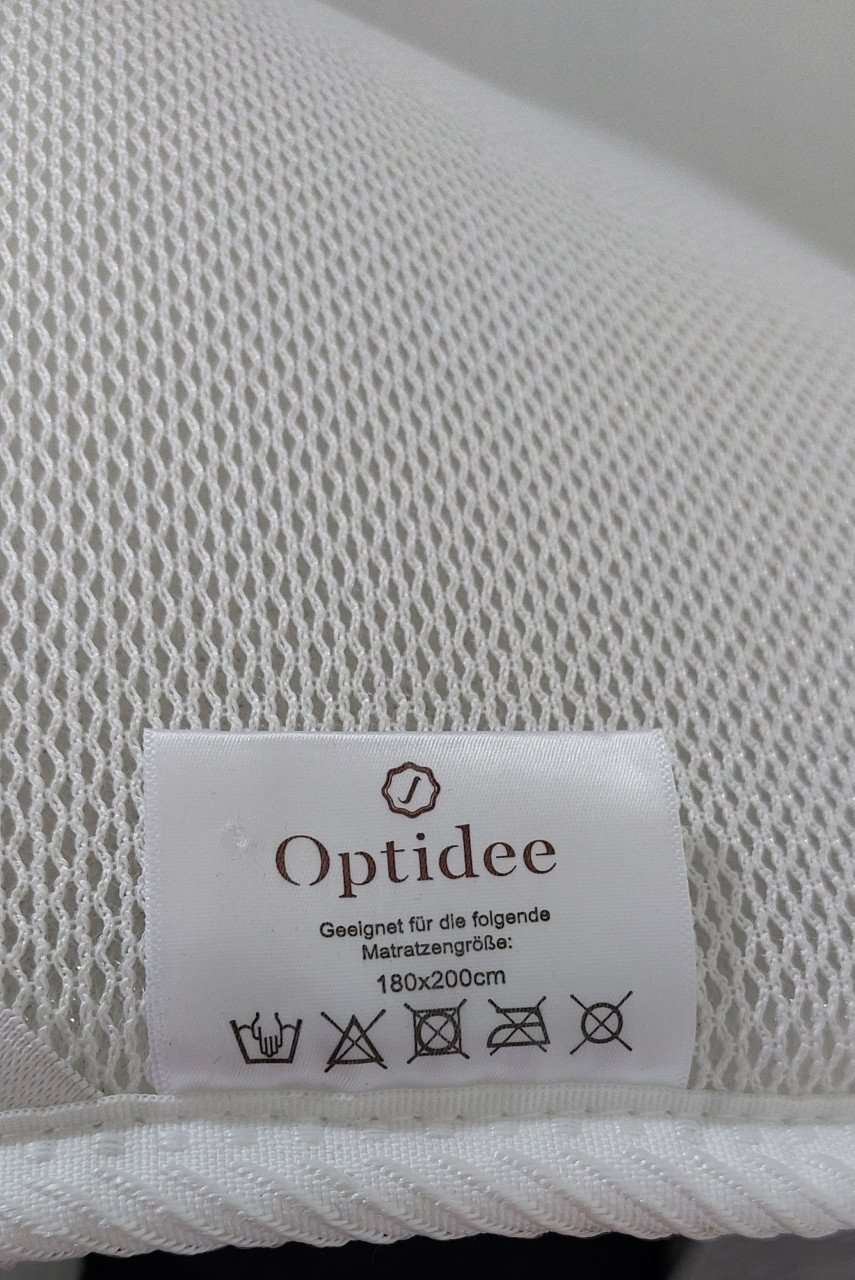 Optidee
Geeignet für die folgende
Matratzengröße:
180x200cm